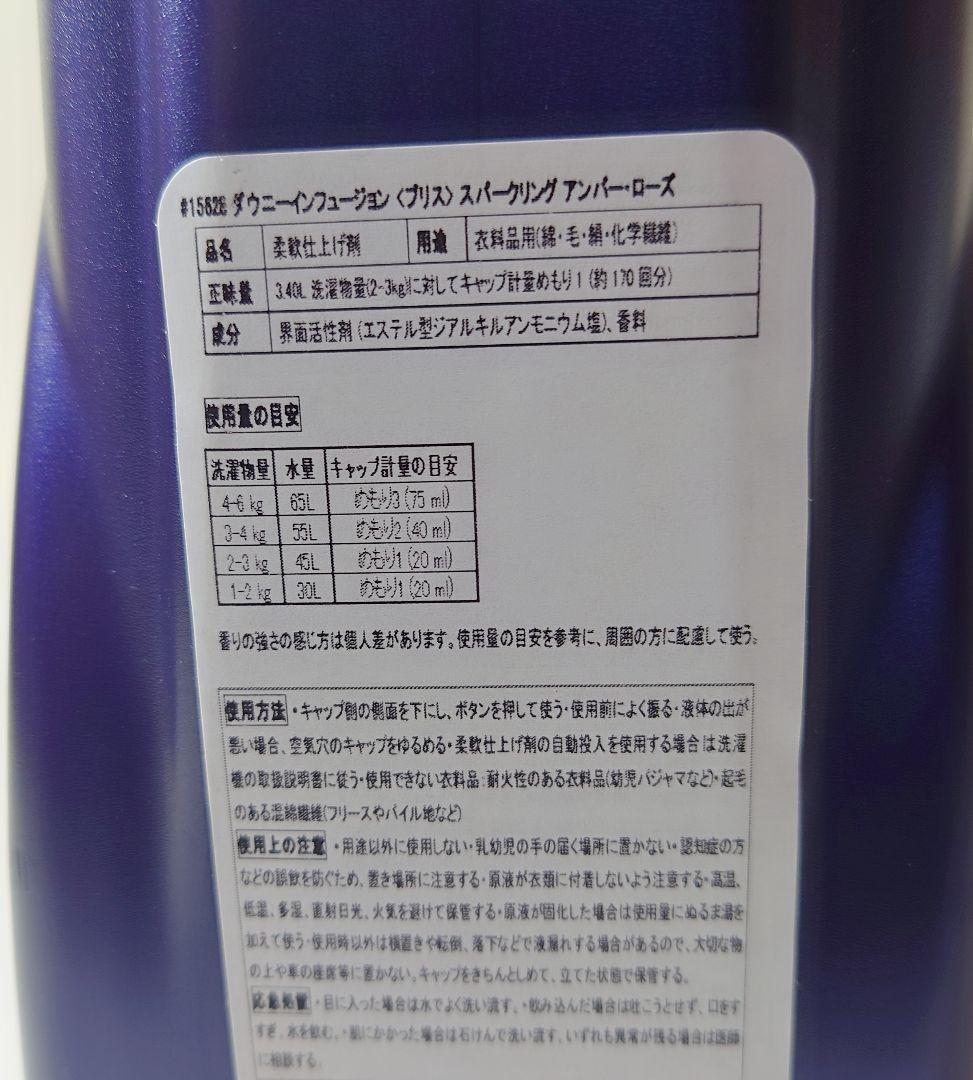 #15628 ダウニーインフュージョン〈ブリス〉スパークリング アンバー・ローズ
品名 柔軟仕上げ剤 用途 衣料品用(綿・毛・絹・化学繊維)
正味量 3.40L 洗濯物量(2-3kg)に対してキャップ計量めもり1 (約170回分)
成分 界面活性剤 (エステル型ジアルキルアンモニウム塩)、香料
使用量の目安
洗濯物量 水量 キャップ計量の目安
4-6 kg 65L めもり3 (75 ml)
3-4 kg 55L めもり2 (40 ml)
2-3 kg 45L めもり1 (20 ml)
1-2 kg 30L めもり1 (20 ml)
香りの強さの感じ方は個人差があります。使用量の目安を参考に、周囲の方に配慮して使う。
使用方法 ・キャップ側の側面を下にし、ボタンを押して使う・使用前によく振る・液体の出が
悪い場合、空気穴のキャップをゆるめる・柔軟仕上げ剤の自動投入を使用する場合は洗濯
機の取扱説明書に従う・使用できない衣料品:耐火性のある衣料品(幼児パジャマなど)・起毛
のある混綿繊維(フリースやパイル地など)
使用上の注意 ・用途以外に使用しない・乳幼児の手の届く場所に置かない・認知症の方
などの誤飲を防ぐため、置き場所に注意する・原液が衣類に付着しないよう注意する・高温、
低温、多湿、直射日光、火気を避けて保管する・原液が固化した場合は使用量にぬるま湯を
加えて使う・使用時以外は横置きや転倒、落下などで液漏れする場合があるので、大切な物
の上や車の座席等に置かない。キャップをきちんとしめて、立てた状態で保管する。
応急処置 ・目に入った場合は水でよく洗い流す。・飲み込んだ場合は吐こうとせず、口をす
すぎ、水を飲む。・肌にかかった場合は石けんで洗い流す、いずれも異常が残る場合は医師
に相談する。